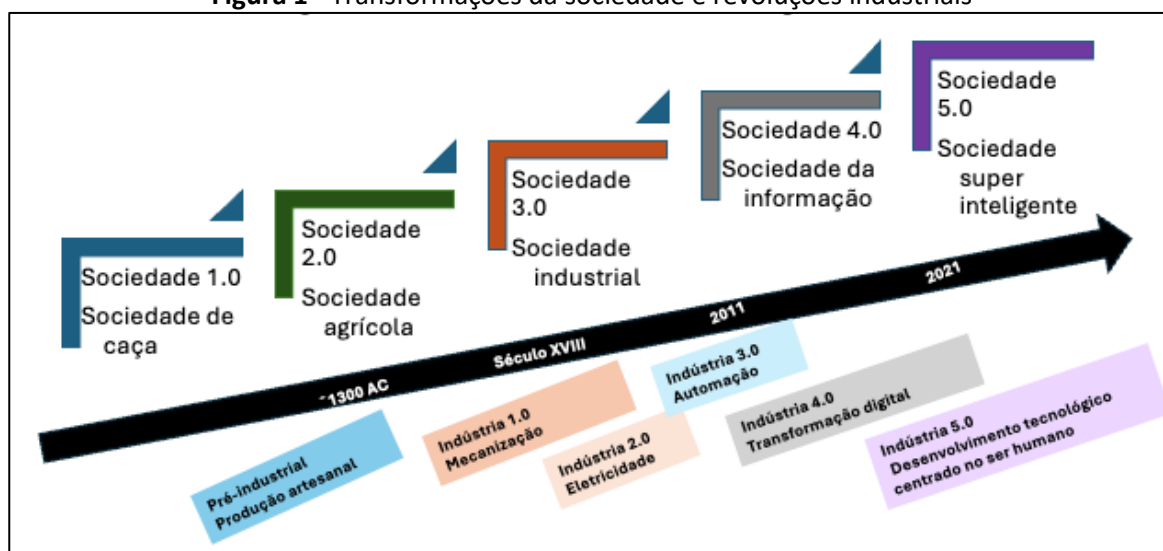 Figura 1 - Transformações da sociedade e revoluções industriais
Sociedade 1.0
Sociedade de
caça
Sociedade
2.0
Sociedade
agrícola
Sociedade
3.0
Sociedade
industrial
Sociedade 4.0
Sociedade da
informação
Sociedade
5.0
Sociedade
super
inteligente
~1300 AC
Século XVIII
2011
2021
Pré-industrial
Produção artesanal
Indústria 1.0
Mecanização
Indústria 2.0
Eletricidade
Indústria 3.0
Automação
Indústria 4.0
Transformação digital
Indústria 5.0
Desenvolvimento tecnológico
centrado no ser humano